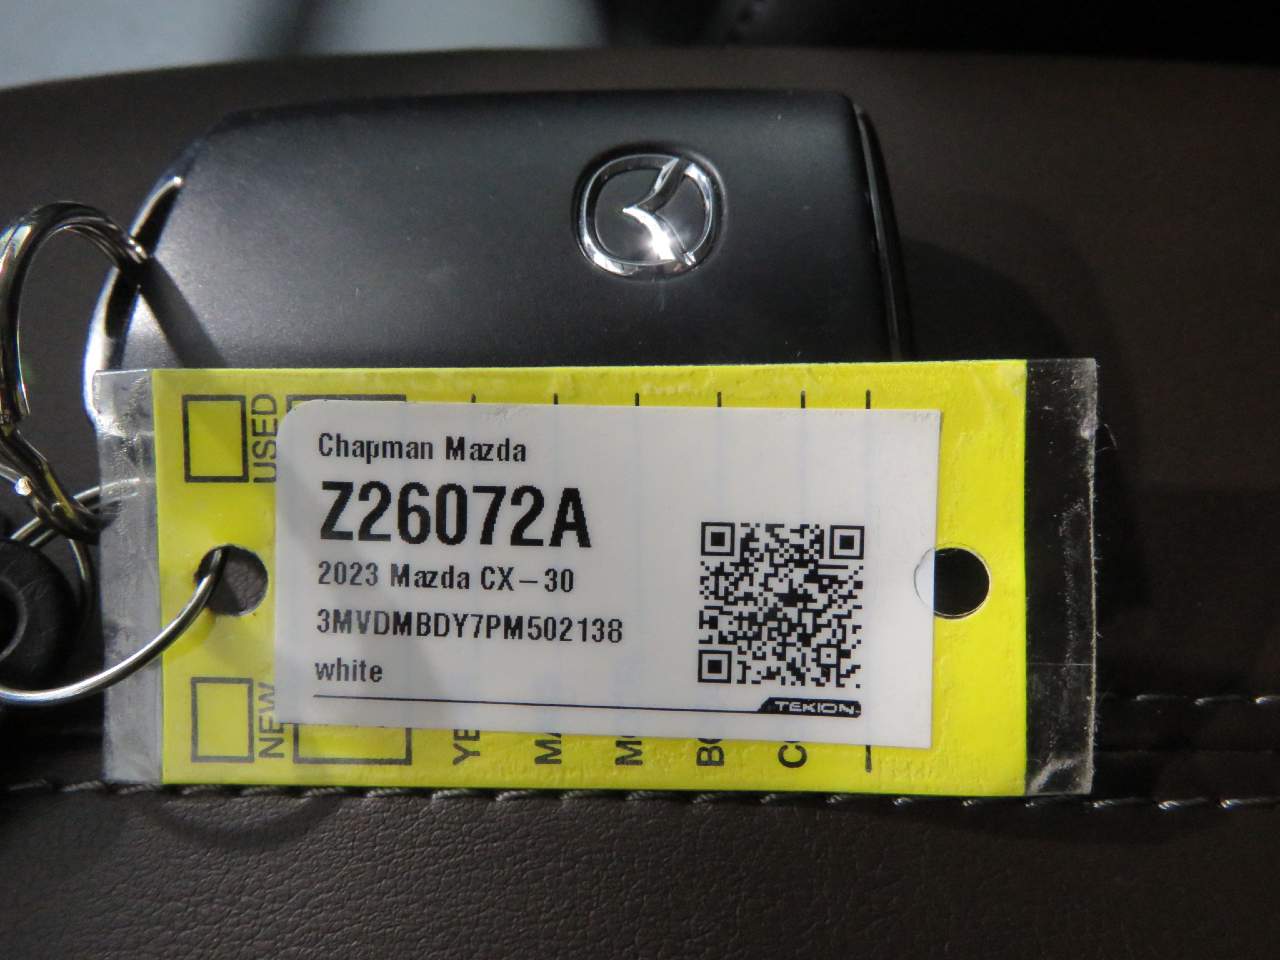 Chapman Mazda
Z26072A
2023 Mazda CX-30
3MVDMBDY7PM502138
white
TEKION
USED
NEW